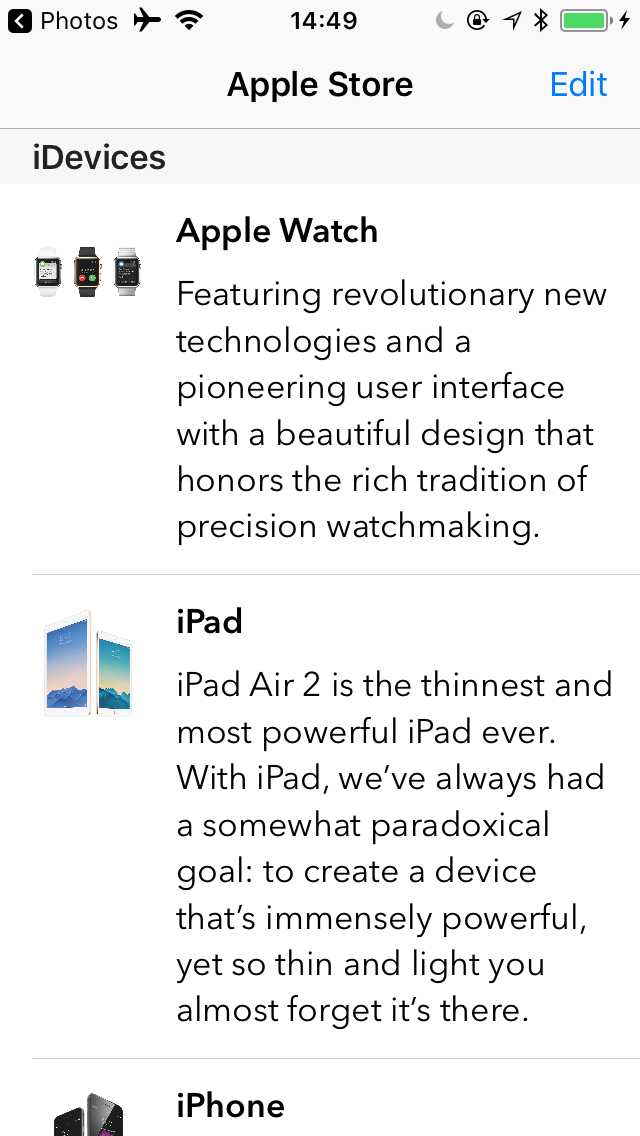 Photos 14:49
Apple Store Edit
iDevices
Apple Watch
Featuring revolutionary new
technologies and a
pioneering user interface
with a beautiful design that
honors the rich tradition of
precision watchmaking.
iPad
iPad Air 2 is the thinnest and
most powerful iPad ever.
With iPad, we’ve always had
a somewhat paradoxical
goal: to create a device
that’s immensely powerful,
yet so thin and light you
almost forget it’s there.
iPhone